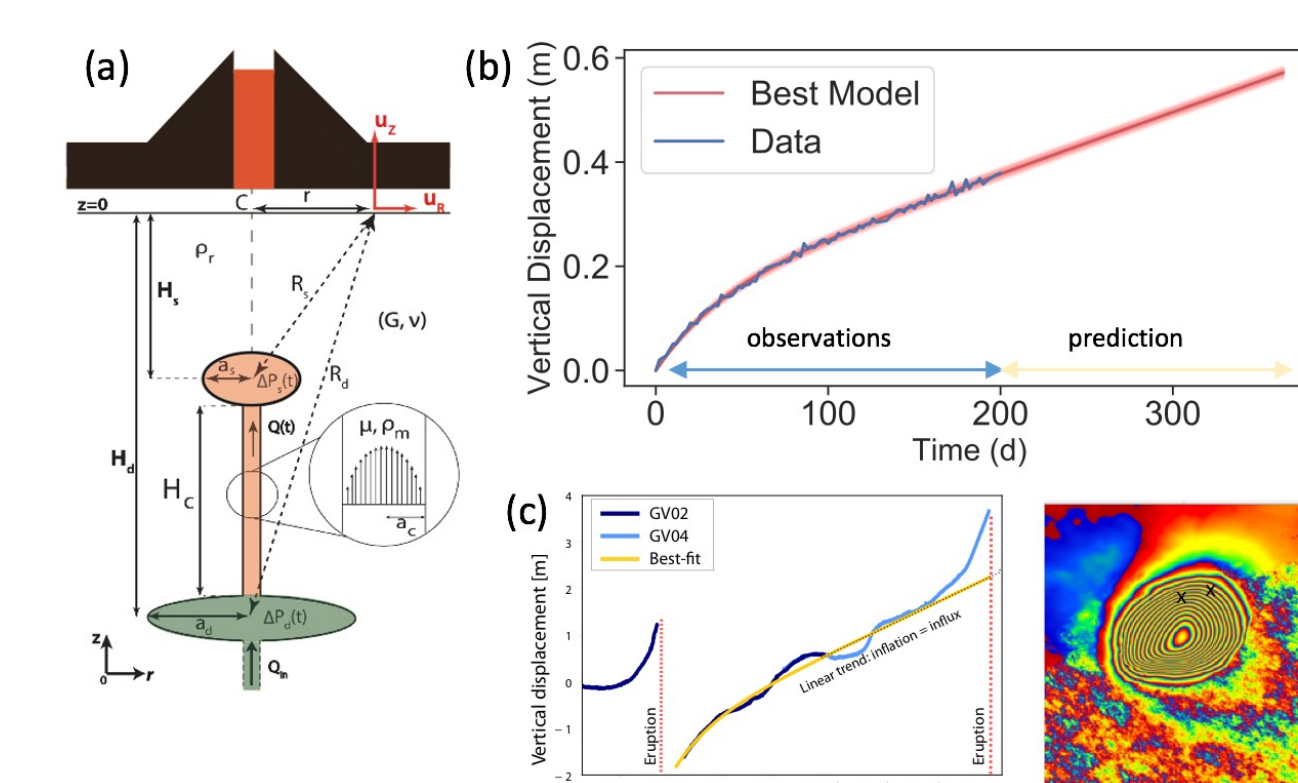 (a)
u_Z
z=0
C
r
u_R
ρ_r
H_s
R_s
(G, ν)
a_s
ΔP_s(t)
R_d
Q(t)
μ, ρ_m
H_d
H_C
a_c
a_d
ΔP_d(t)
z
0
r
Q_in
(b)
Vertical Displacement (m)
0.6
0.4
0.2
0.0
Best Model
Data
observations
prediction
0
100
200
300
Time (d)
(c)
Vertical displacement [m]
4
3
2
1
0
− 1
− 2
GV02
GV04
Best-fit
Linear trend: inflation = influx
Eruption
Eruption
x
x